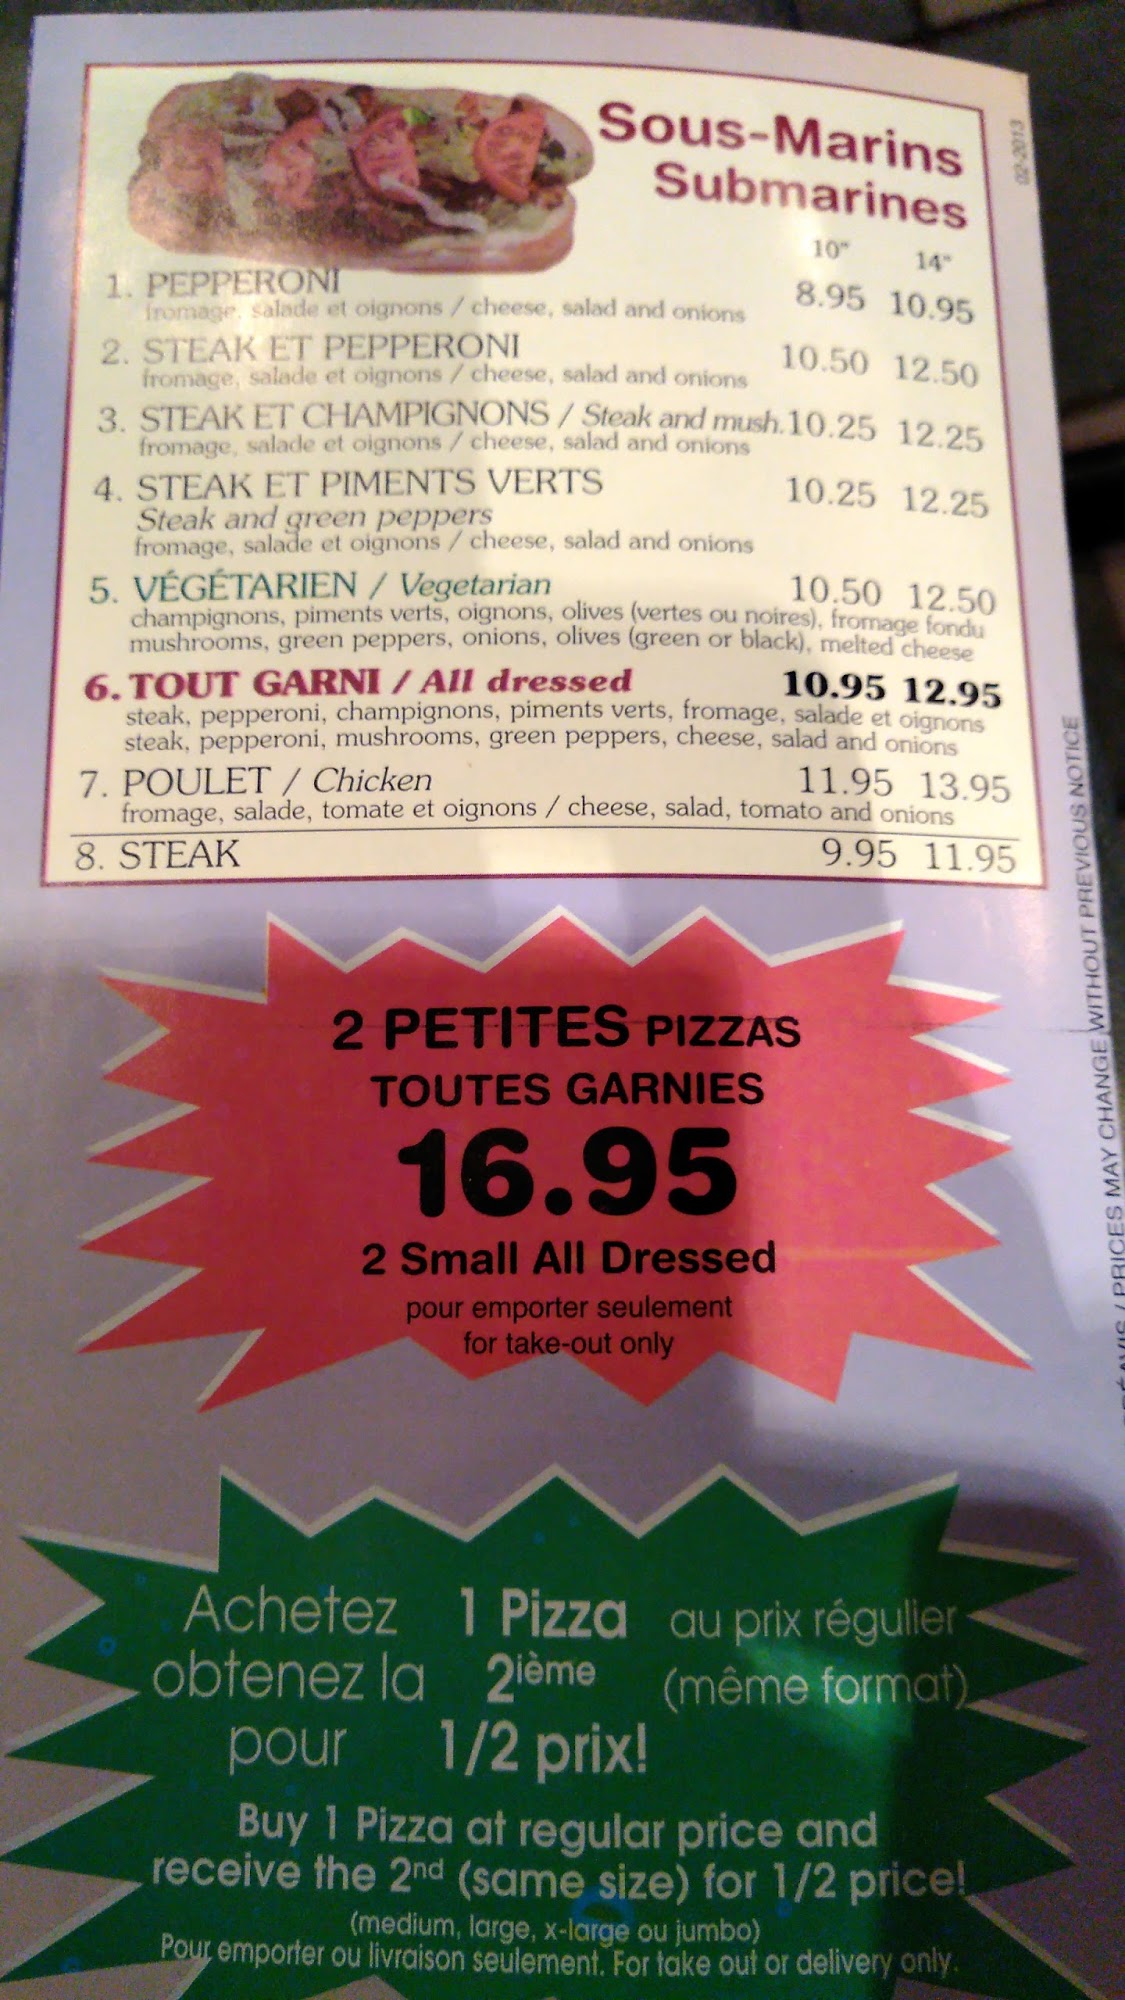 Sous-Marins
Submarines
02-2013
10" 14"
1. PEPPERONI 8.95 10.95
fromage, salade et oignons / cheese, salad and onions
2. STEAK ET PEPPERONI 10.50 12.50
fromage, salade et oignons / cheese, salad and onions
3. STEAK ET CHAMPIGNONS / Steak and mush. 10.25 12.25
fromage, salade et oignons / cheese, salad and onions
4. STEAK ET PIMENTS VERTS 10.25 12.25
Steak and green peppers
fromage, salade et oignons / cheese, salad and onions
5. VÉGÉTARIEN / Vegetarian 10.50 12.50
champignons, piments verts, oignons, olives (vertes ou noires), fromage fondu
mushrooms, green peppers, onions, olives (green or black), melted cheese
6. TOUT GARNI / All dressed 10.95 12.95
steak, pepperoni, champignons, piments verts, fromage, salade et oignons
steak, pepperoni, mushrooms, green peppers, cheese, salad and onions
7. POULET / Chicken 11.95 13.95
fromage, salade, tomate et oignons / cheese, salad, tomato and onions
8. STEAK 9.95 11.95
/ PRICES MAY CHANGE WITHOUT PREVIOUS NOTICE
2 PETITES PIZZAS
TOUTES GARNIES
16.95
2 Small All Dressed
pour emporter seulement
for take-out only
Achetez 1 Pizza au prix régulier
obtenez la 2ième (même format)
pour 1/2 prix!
Buy 1 Pizza at regular price and
receive the 2nd (same size) for 1/2 price!
(medium, large, x-large ou jumbo)
Pour emporter ou livraison seulement. For take out or delivery only.